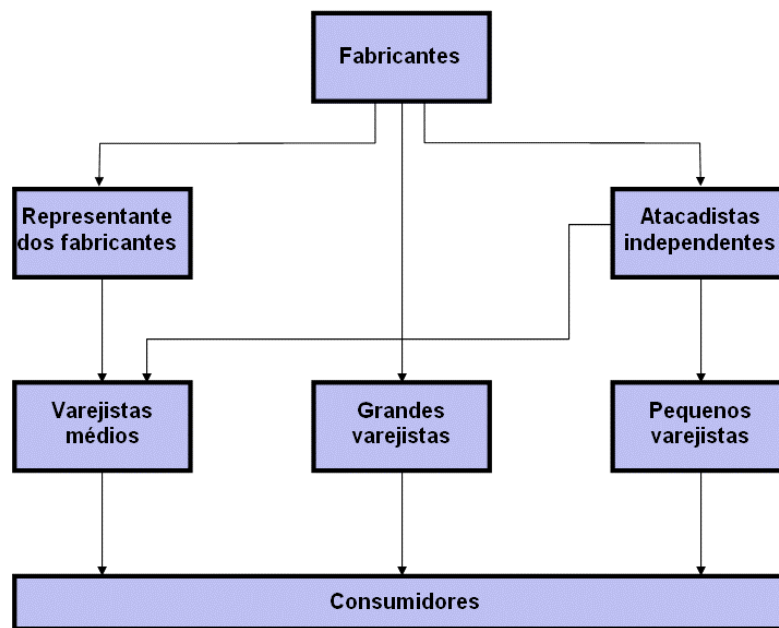 Fabricantes
Representante
dos fabricantes
Atacadistas
independentes
Varejistas
médios
Grandes
varejistas
Pequenos
varejistas
Consumidores